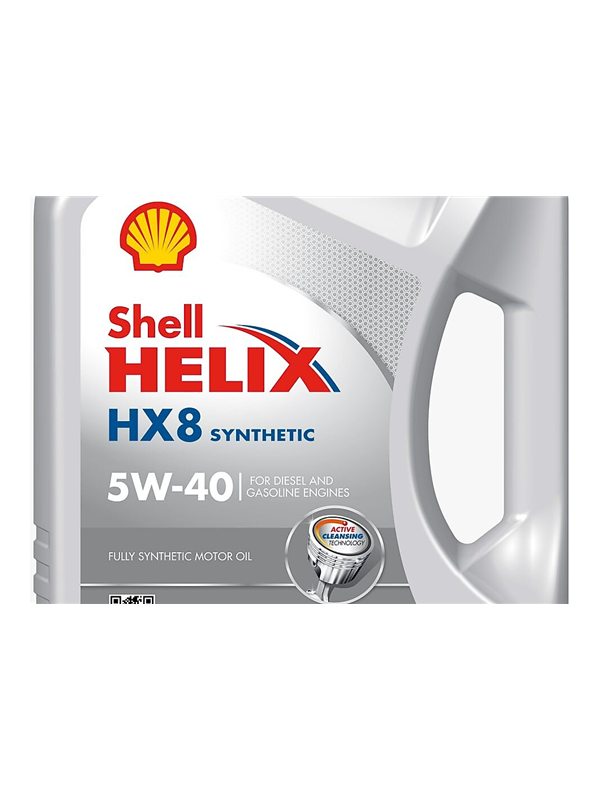 Shell
HELIX
HX8 SYNTHETIC
5W-40
FOR DIESEL AND
GASOLINE ENGINES
ACTIVE
CLEANSING
TECHNOLOGY
FULLY SYNTHETIC MOTOR OIL